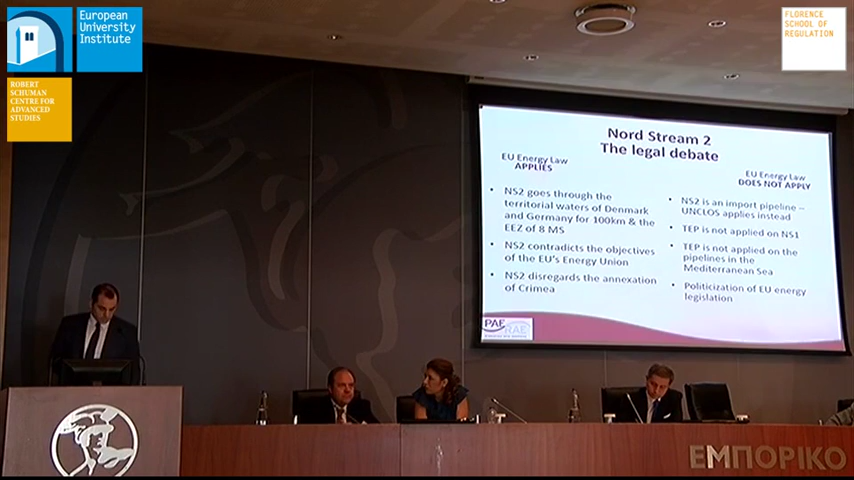 European
University
Institute
ROBERT
SCHUMAN
CENTRE FOR
ADVANCED
STUDIES
FLORENCE
SCHOOL OF
REGULATION
Nord Stream 2
The legal debate
EU Energy Law
APPLIES
• NS2 goes through the
territorial waters of Denmark
and Germany for 100km & the
EEZ of 8 MS
• NS2 contradicts the objectives
of the EU's Energy Union
• NS2 disregards the annexation
of Crimea
EU Energy Law
DOES NOT APPLY
• NS2 is an import pipeline –
UNCLOS applies instead
• TEP is not applied on NS1
• TEP is not applied on the
pipelines in the
Mediterranean Sea
• Politicization of EU energy
legislation
ΡΑΕ
RAE
ΕΜΠΟΡΙΚΟ